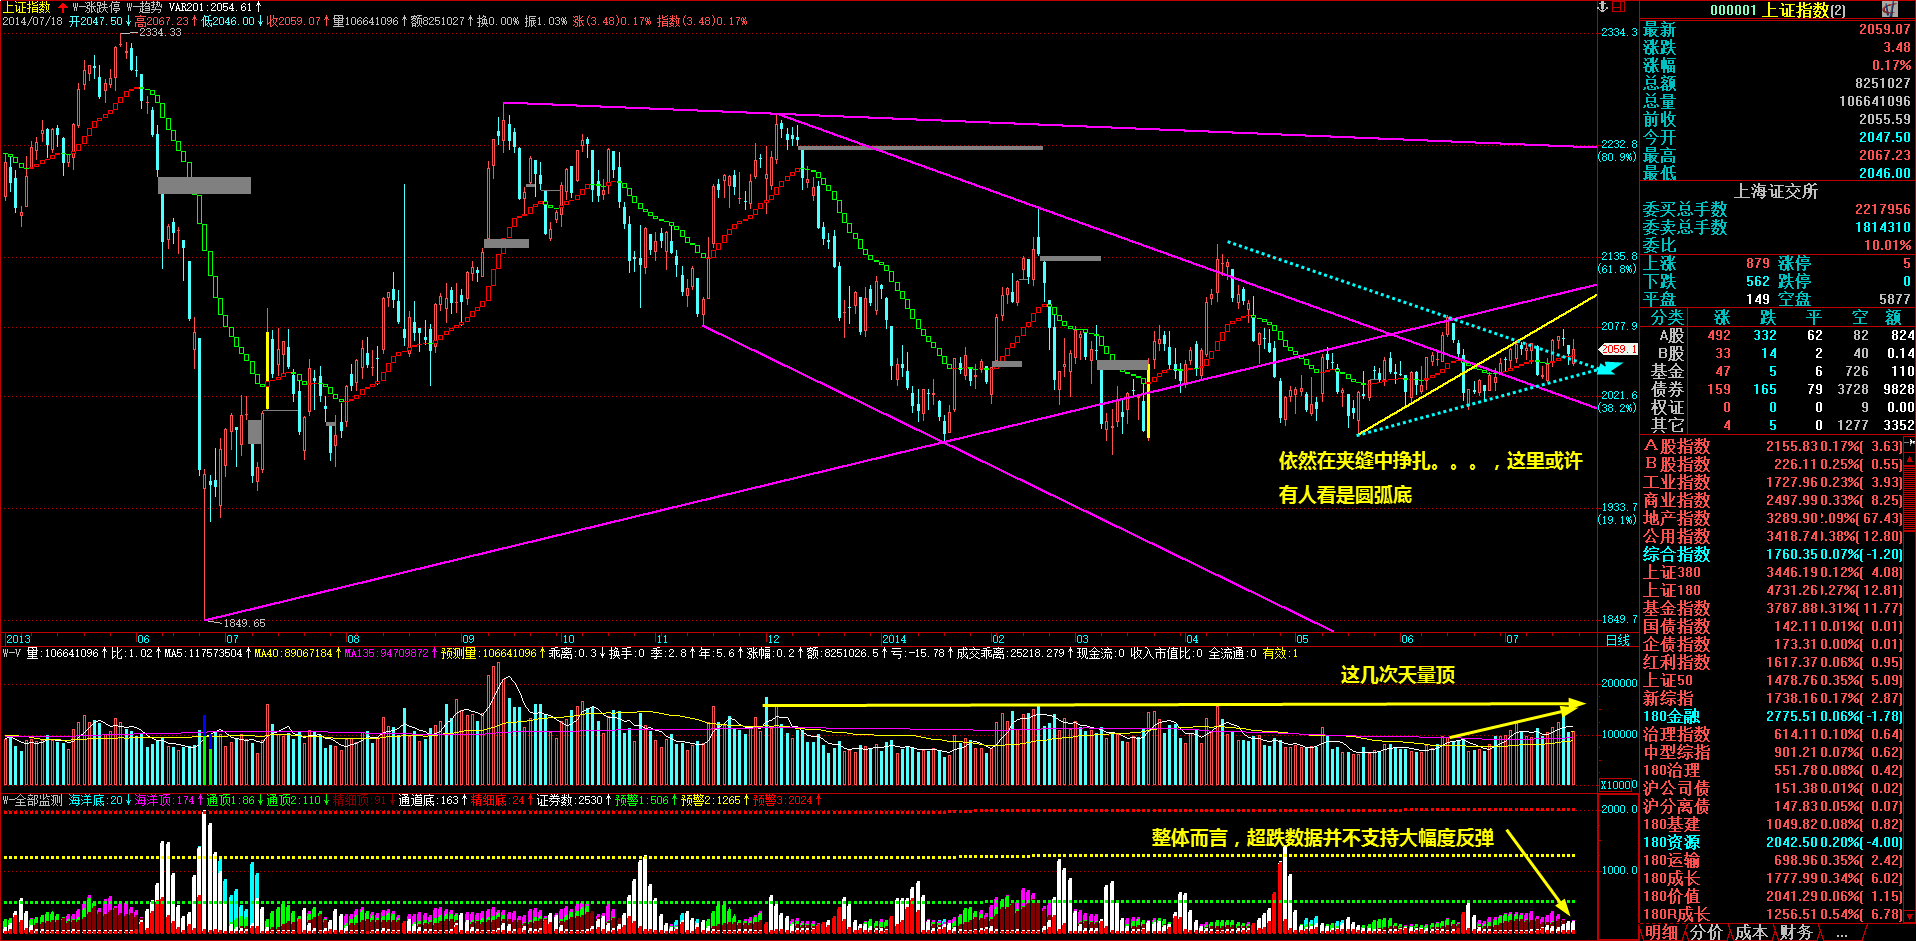 上证指数 W-涨跌停 W-趋势 VAR201:2054.61↑
2014/07/18 开2047.50↓高2067.23↑低2046.00↓收2059.07↑量106641096↑额8251027↑换0.00% 振1.03% 涨(3.48)0.17% 指数(3.48)0.17%
2334.33
2334.3
2232.8
(80.9%)
2135.8
(61.8%)
2077.9
2059.1
2021.6
(38.2%)
依然在夹缝中挣扎。。。，这里或许
有人看是圆弧底
1933.7
(19.1%)
1849.65
1849.7
2013 06 07 08 09 10 11 12 2014 02 03 04 05 06 07 日线
W-V 量:106641096↑比:1.02↑MA5:117573504↑MA40:89067184↑MA135:94709872↑预测量:106641096↑乖离:0.3↓换手:0 季:2.8↑年:5.6↑涨幅:0.2↑额:8251026.5↑亏:-15.78↑成交乖离:25218.279↑现金流:0 收入市值比:0 全流通:0 有效:1
这几次天量顶
200000
100000
X10000
W-全部监测 海洋底:20↓海洋顶:174↑通顶1:86↓通顶2:110↓精细顶:91↓通道底:163↑精细底:24↑证券数:2530↑预警1:506↑预警2:1265↑预警3:2024↑
2000.0
整体而言，超跌数据并不支持大幅度反弹
1000.0
000001 上证指数(2)
最新 2059.07
涨跌 3.48
涨幅 0.17%
总额 8251027
总量 106641096
前收 2055.59
今开 2047.50
最高 2067.23
最低 2046.00
上海证交所
委买总手数 2217956
委卖总手数 1814310
委比 10.01%
上涨 879 涨停 5
下跌 562 跌停 0
平盘 149 空盘 5877
分类 涨 跌 平 空 额
A股 492 332 62 82 824
B股 33 14 2 40 0.14
基金 47 5 6 726 110
债券 159 165 79 3728 9828
权证 0 0 0 9 0.00
其它 4 5 0 1277 3352
A股指数 2155.83 0.17%( 3.63)
B股指数 226.11 0.25%( 0.55)
工业指数 1727.96 0.23%( 3.93)
商业指数 2497.99 0.33%( 8.25)
地产指数 3289.90 .09%( 67.43)
公用指数 3418.74 .38%( 12.80)
综合指数 1760.35 0.07%( -1.20)
上证380 3446.19 0.12%( 4.08)
上证180 4731.26 .27%( 12.81)
基金指数 3787.88 .31%( 11.77)
国债指数 142.11 0.01%( 0.01)
企债指数 173.31 0.00%( 0.01)
红利指数 1617.37 0.06%( 0.95)
上证50 1478.76 0.35%( 5.09)
新综指 1738.16 0.17%( 2.87)
180金融 2775.51 0.06%( -1.78)
治理指数 614.11 0.10%( 0.64)
中型综指 901.21 0.07%( 0.62)
180治理 551.78 0.08%( 0.42)
沪公司债 151.38 0.01%( 0.02)
沪分离债 147.83 0.05%( 0.07)
180基建 1049.82 0.08%( 0.82)
180资源 2042.50 0.20%( -4.00)
180运输 698.96 0.35%( 2.42)
180成长 1777.99 0.34%( 6.02)
180价值 2041.29 0.06%( 1.15)
180R成长 1256.51 0.54%( 6.78)
明细 分价 成本 财务 ...